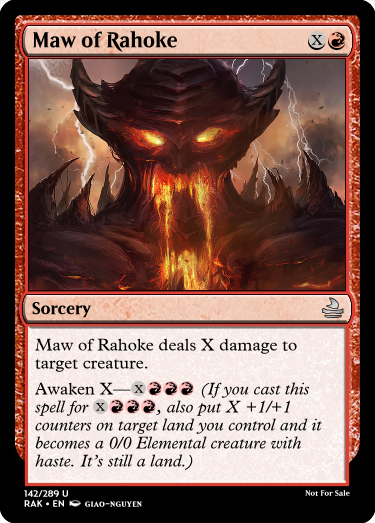 Maw of Rahoke X R
Sorcery
Maw of Rahoke deals X damage to
target creature.
Awaken X—XRRR (If you cast this
spell for XRRR, also put X +1/+1
counters on target land you control and it
becomes a 0/0 Elemental creature with
haste. It's still a land.)
142/289 U
Not For Sale
RAK • EN GIAO-NGUYEN